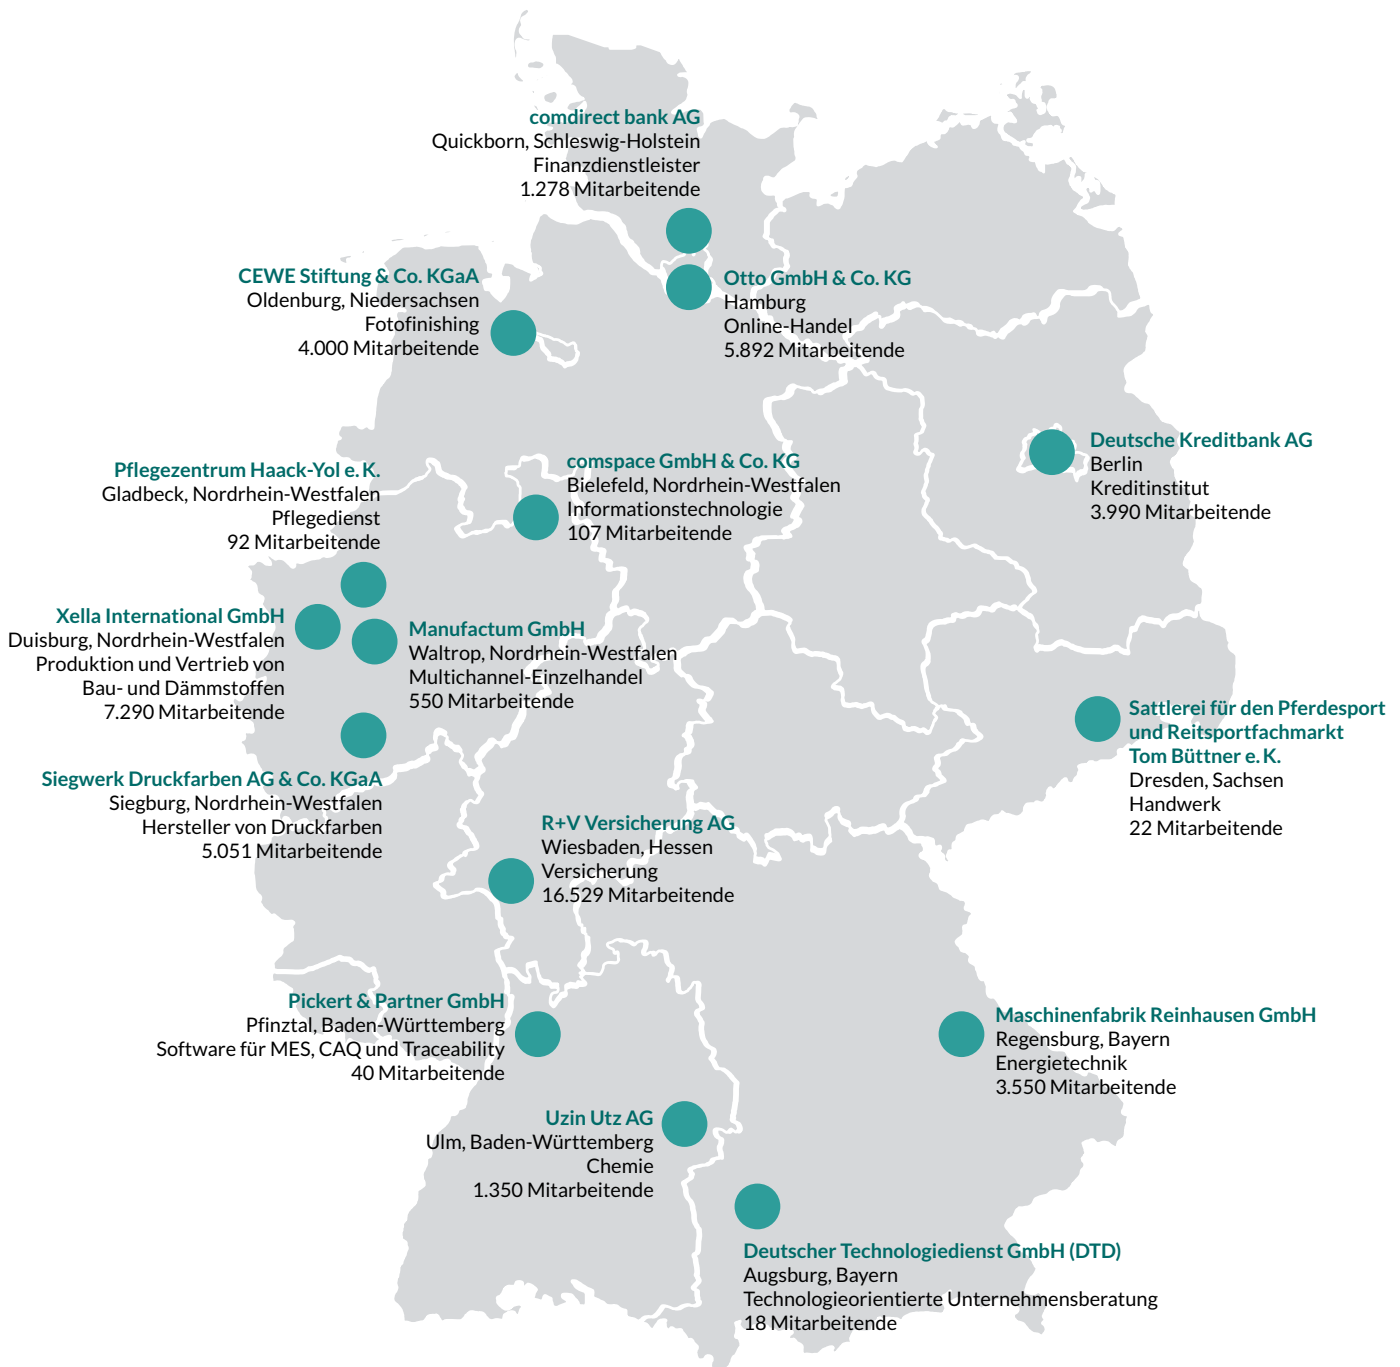 comdirect bank AG
Quickborn, Schleswig-Holstein
Finanzdienstleister
1.278 Mitarbeitende
CEWE Stiftung & Co. KGaA
Oldenburg, Niedersachsen
Fotofinishing
4.000 Mitarbeitende
Otto GmbH & Co. KG
Hamburg
Online-Handel
5.892 Mitarbeitende
Deutsche Kreditbank AG
Berlin
Kreditinstitut
3.990 Mitarbeitende
Pflegezentrum Haack-Yol e. K.
Gladbeck, Nordrhein-Westfalen
Pflegedienst
92 Mitarbeitende
comspace GmbH & Co. KG
Bielefeld, Nordrhein-Westfalen
Informationstechnologie
107 Mitarbeitende
Xella International GmbH
Duisburg, Nordrhein-Westfalen
Produktion und Vertrieb von
Bau- und Dämmstoffen
7.290 Mitarbeitende
Manufactum GmbH
Waltrop, Nordrhein-Westfalen
Multichannel-Einzelhandel
550 Mitarbeitende
Sattlerei für den Pferdesport
und Reitsportfachmarkt
Tom Büttner e. K.
Dresden, Sachsen
Handwerk
22 Mitarbeitende
Siegwerk Druckfarben AG & Co. KGaA
Siegburg, Nordrhein-Westfalen
Hersteller von Druckfarben
5.051 Mitarbeitende
R+V Versicherung AG
Wiesbaden, Hessen
Versicherung
16.529 Mitarbeitende
Pickert & Partner GmbH
Pfinztal, Baden-Württemberg
Software für MES, CAQ und Traceability
40 Mitarbeitende
Maschinenfabrik Reinhausen GmbH
Regensburg, Bayern
Energietechnik
3.550 Mitarbeitende
Uzin Utz AG
Ulm, Baden-Württemberg
Chemie
1.350 Mitarbeitende
Deutscher Technologiedienst GmbH (DTD)
Augsburg, Bayern
Technologieorientierte Unternehmensberatung
18 Mitarbeitende